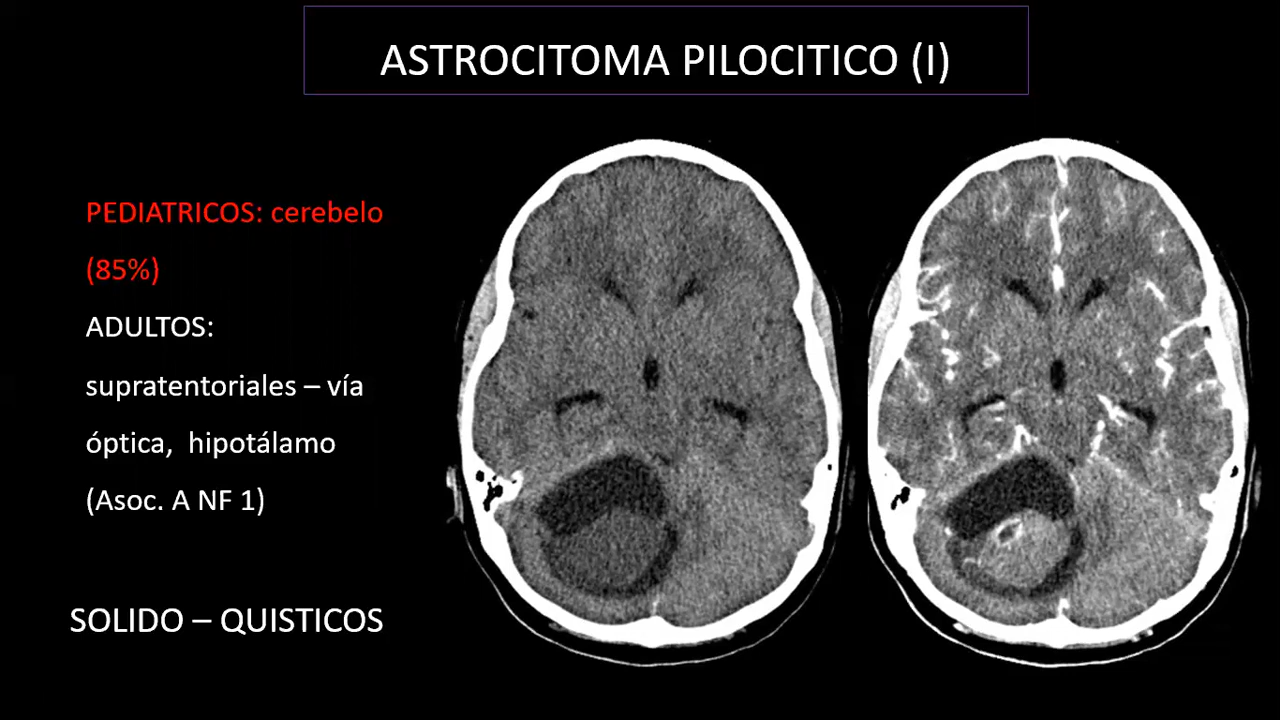 ASTROCITOMA PILOCITICO (I)
PEDIATRICOS: cerebelo
(85%)
ADULTOS:
supratentoriales – vía
óptica, hipotálamo
(Asoc. A NF 1)
SOLIDO – QUISTICOS